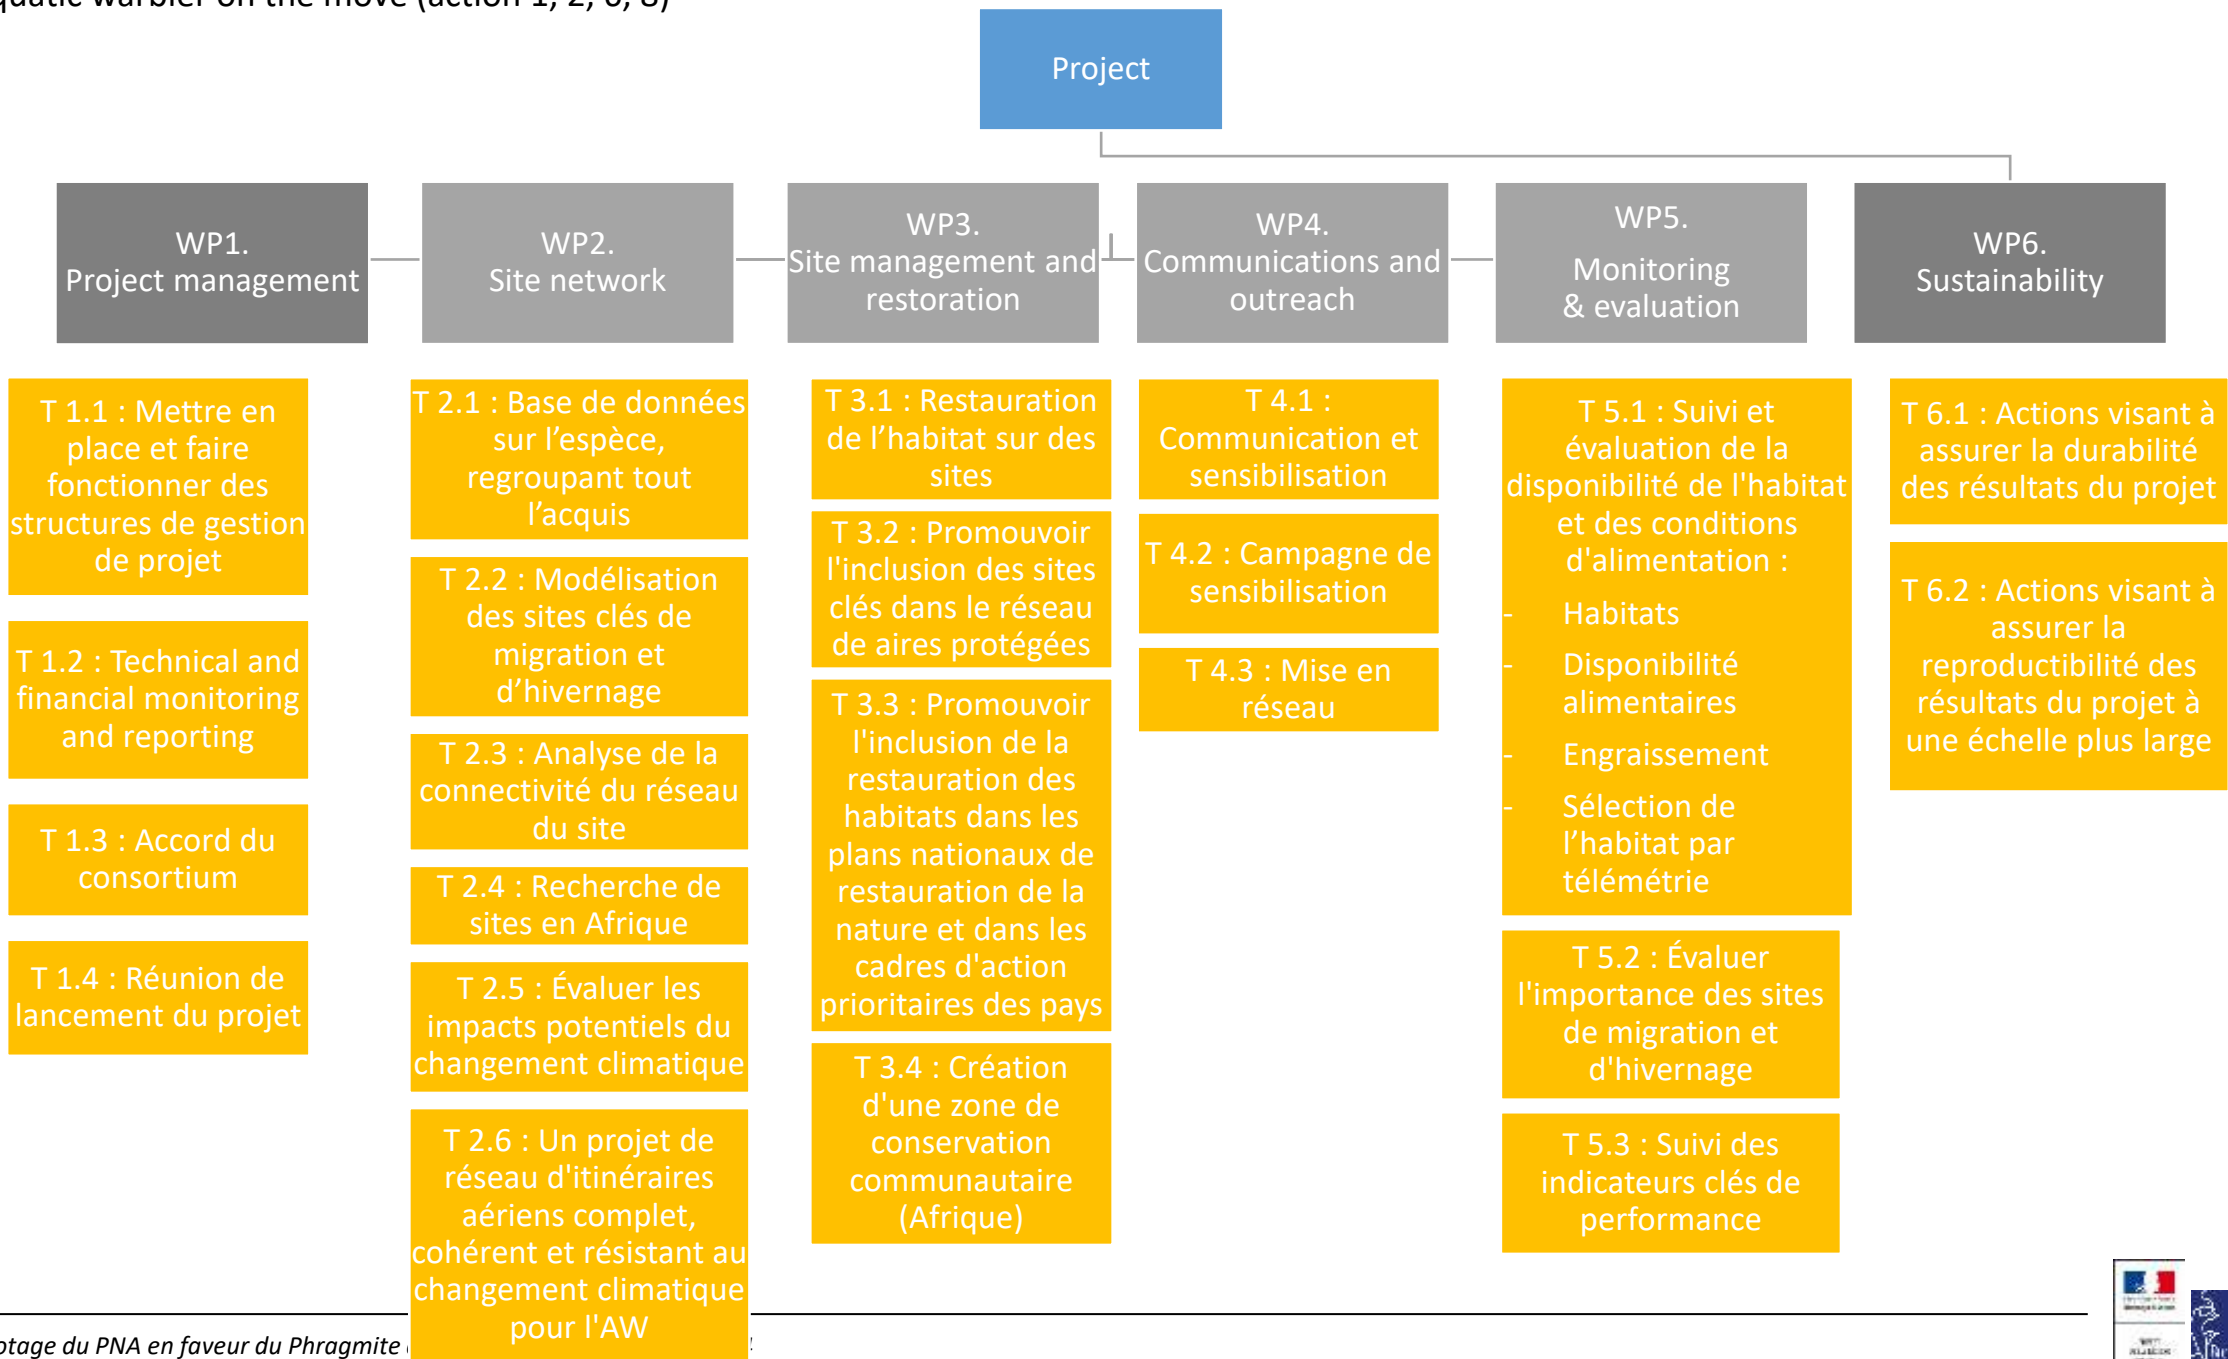 quatic warbler on the move (action 1, 2, 6, 8)
Project
WP1.
Project management
WP2.
Site network
WP3.
Site management and
restoration
WP4.
Communications and
outreach
WP5.
Monitoring
& evaluation
WP6.
Sustainability
T 1.1 : Mettre en
place et faire
fonctionner des
structures de gestion
de projet
T 1.2 : Technical and
financial monitoring
and reporting
T 1.3 : Accord du
consortium
T 1.4 : Réunion de
lancement du projet
T 2.1 : Base de données
sur l’espèce,
regroupant tout
l’acquis
T 2.2 : Modélisation
des sites clés de
migration et
d’hivernage
T 2.3 : Analyse de la
connectivité du réseau
du site
T 2.4 : Recherche de
sites en Afrique
T 2.5 : Évaluer les
impacts potentiels du
changement climatique
T 2.6 : Un projet de
réseau d'itinéraires
aériens complet,
cohérent et résistant au
changement climatique
pour l'AW
T 3.1 : Restauration
de l’habitat sur des
sites
T 3.2 : Promouvoir
l'inclusion des sites
clés dans le réseau
de aires protégées
T 3.3 : Promouvoir
l'inclusion de la
restauration des
habitats dans les
plans nationaux de
restauration de la
nature et dans les
cadres d'action
prioritaires des pays
T 3.4 : Création
d'une zone de
conservation
communautaire
(Afrique)
T 4.1 :
Communication et
sensibilisation
T 4.2 : Campagne de
sensibilisation
T 4.3 : Mise en
réseau
T 5.1 : Suivi et
évaluation de la
disponibilité de l'habitat
et des conditions
d'alimentation :
- Habitats
- Disponibilité
alimentaires
- Engraissement
- Sélection de
l’habitat par
télémétrie
T 5.2 : Évaluer
l'importance des sites
de migration et
d'hivernage
T 5.3 : Suivi des
indicateurs clés de
performance
T 6.1 : Actions visant à
assurer la durabilité
des résultats du projet
T 6.2 : Actions visant à
assurer la
reproductibilité des
résultats du projet à
une échelle plus large
otage du PNA en faveur du Phragmite